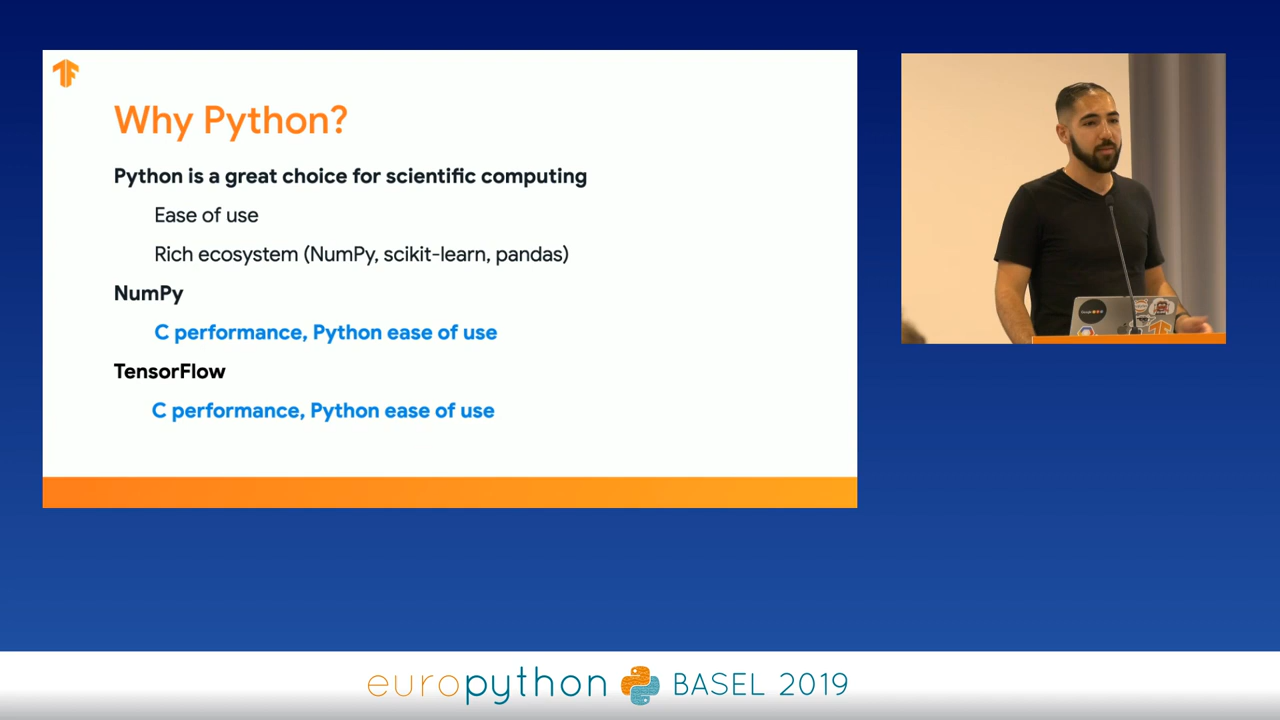 Why Python?
Python is a great choice for scientific computing
Ease of use
Rich ecosystem (NumPy, scikit-learn, pandas)
NumPy
C performance, Python ease of use
TensorFlow
C performance, Python ease of use
europython BASEL 2019